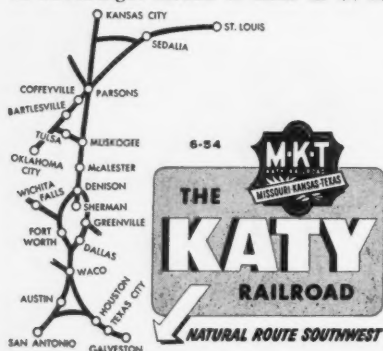 KANSAS CITY
ST. LOUIS
SEDALIA
COFFEYVILLE
PARSONS
BARTLESVILLE
TULSA
MUSKOGEE
OKLAHOMA
CITY
McALESTER
WICHITA
FALLS
DENISON
SHERMAN
GREENVILLE
FORT
WORTH
DALLAS
WACO
AUSTIN
HOUSTON
TEXAS CITY
SAN ANTONIO
GALVESTON
6-54
M·K·T
MISSOURI-KANSAS-TEXAS
THE
KATY
RAILROAD
NATURAL ROUTE SOUTHWEST